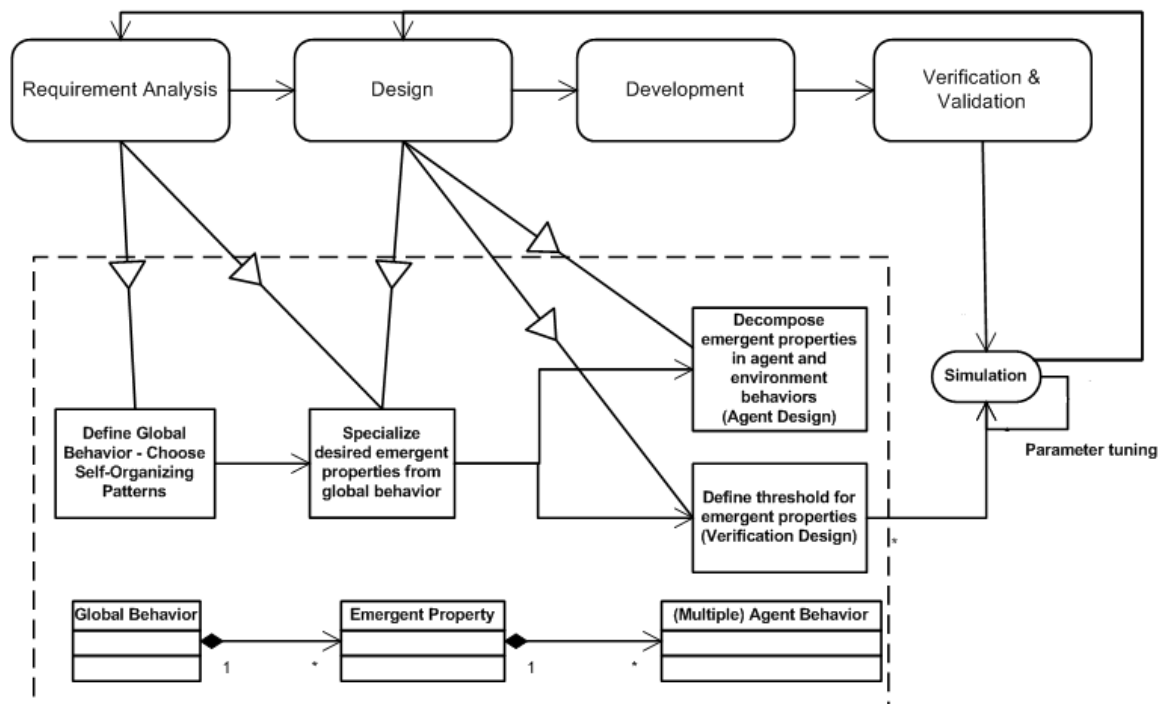 Requirement Analysis
Design
Development
Verification &
Validation
Decompose
emergent properties
in agent and
environment
behaviors
(Agent Design)
Simulation
Parameter tuning
Define Global
Behavior - Choose
Self-Organizing
Patterns
Specialize
desired emergent
properties from
global behavior
Define threshold for
emergent properties
(Verification Design)
*
Global Behavior
1
*
Emergent Property
1
*
(Multiple) Agent Behavior